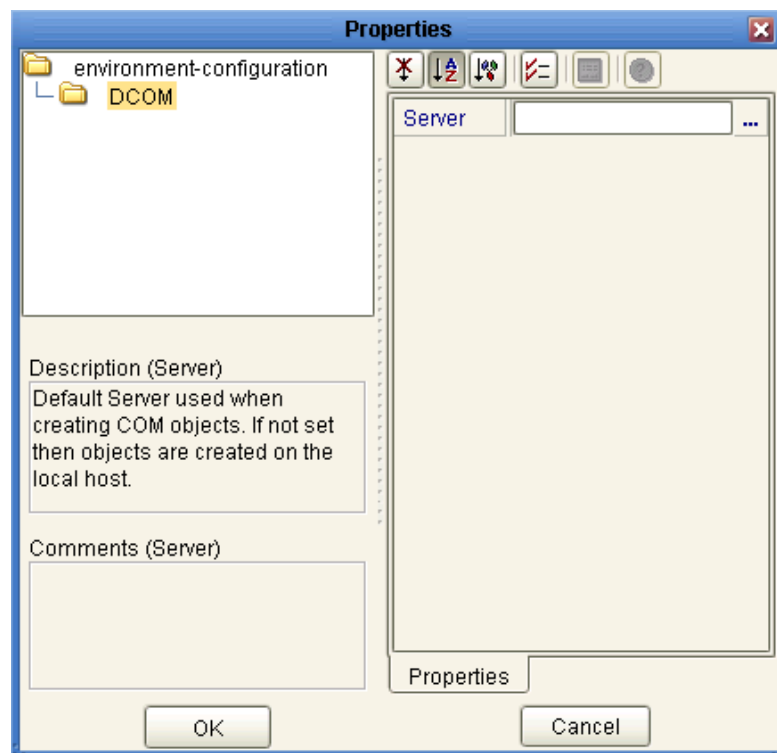 Properties
environment-configuration
DCOM
Server
...
Description (Server)
Default Server used when
creating COM objects. If not set
then objects are created on the
local host.
Comments (Server)
Properties
OK
Cancel